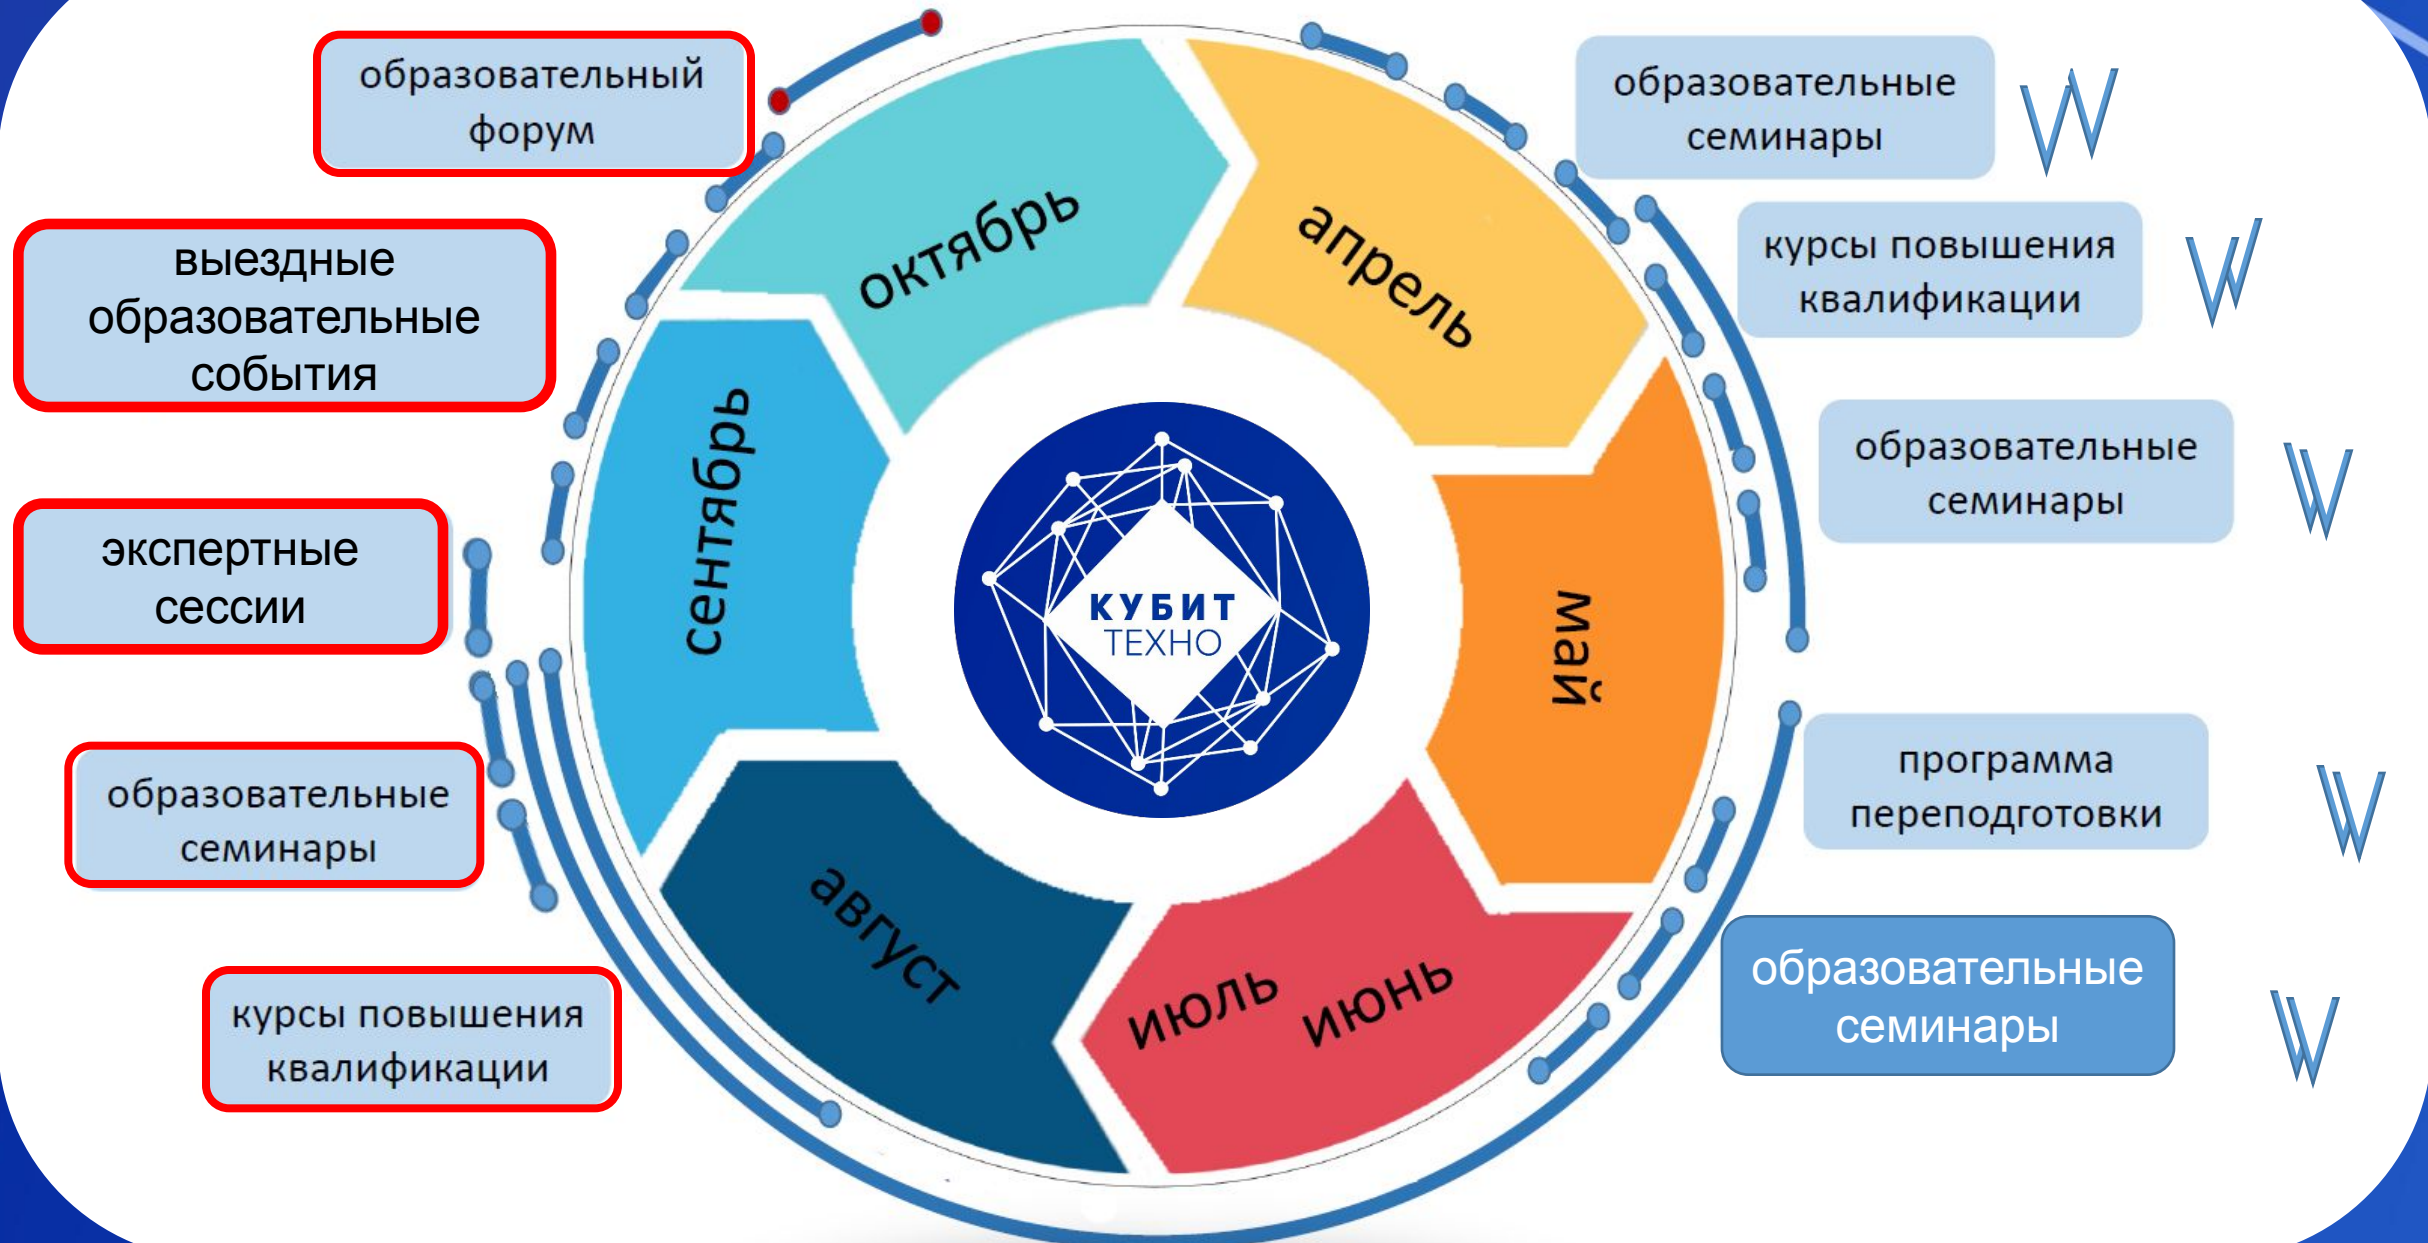 образовательный
форум
выездные
образовательные
события
экспертные
сессии
образовательные
семинары
курсы повышения
квалификации
октябрь
апрель
сентябрь
май
август
июль
июнь
КУБИТ
ТЕХНО
образовательные
семинары
курсы повышения
квалификации
образовательные
семинары
программа
переподготовки
образовательные
семинары